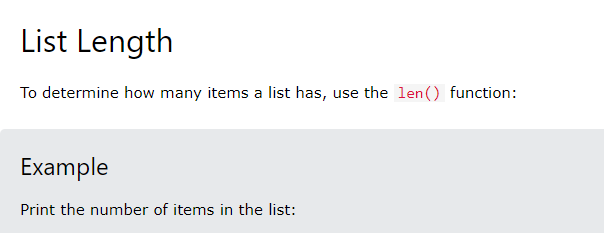 List Length
To determine how many items a list has, use the len() function:
Example
Print the number of items in the list: